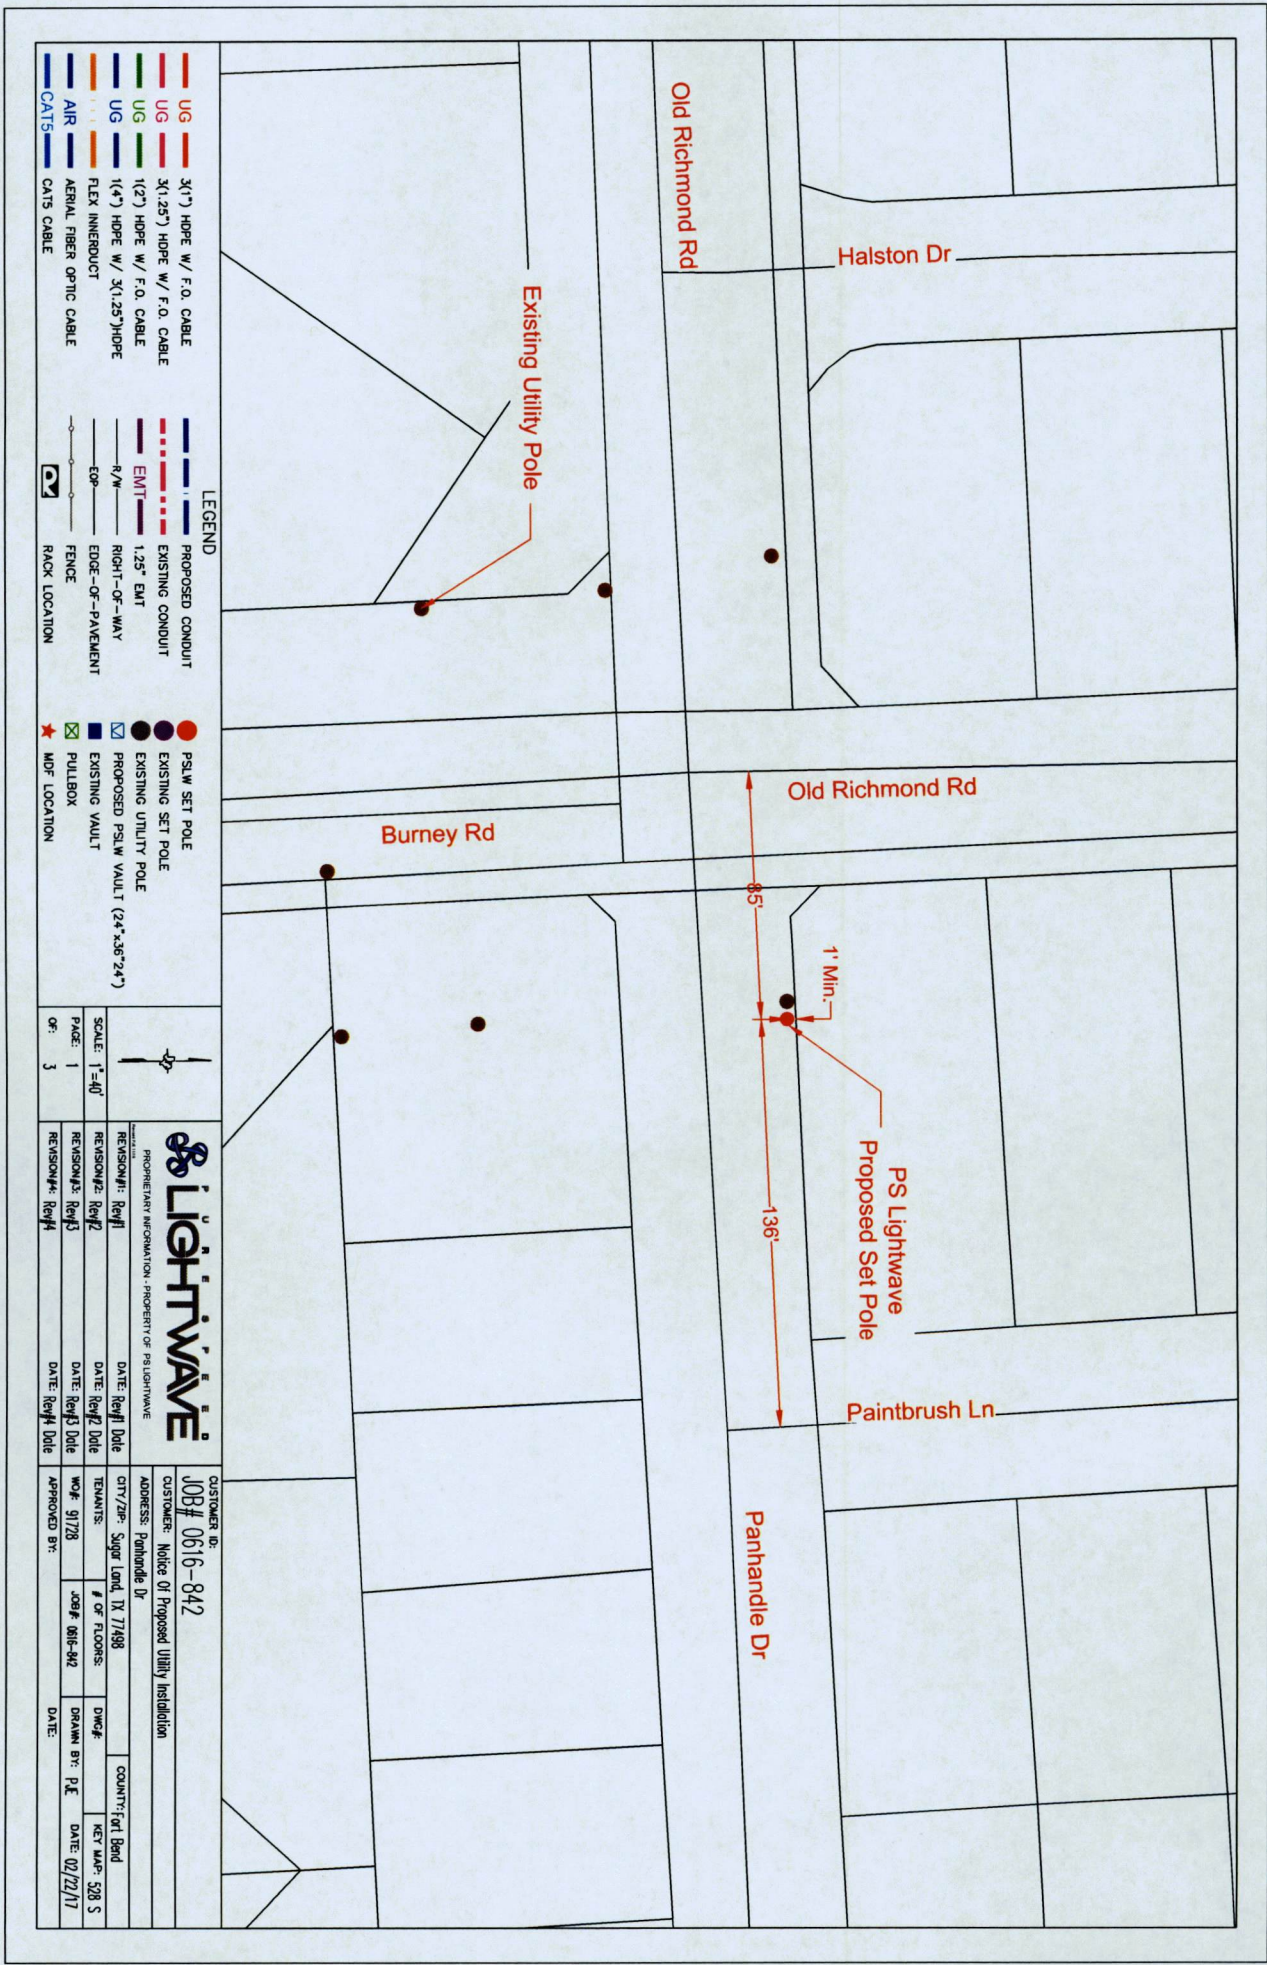 Old Richmond Rd
Halston Dr
Existing Utility Pole
Old Richmond Rd
Burney Rd
85'
1' Min.
136'
PS Lightwave
Proposed Set Pole
Paintbrush Ln
Panhandle Dr
LEGEND
UG 3(1") HDPE W/ F.O. CABLE
UG 3(1.25") HDPE W/ F.O. CABLE
UG 1(2") HDPE W/ F.O. CABLE
UG 1(4") HDPE W/ 3(1.25")HDPE
FLEX INNERDUCT
AIR AERIAL FIBER OPTIC CABLE
CAT5 CAT5 CABLE
PROPOSED CONDUIT
EXISTING CONDUIT
EMT 1.25" EMT
R/W RIGHT-OF-WAY
EOP EDGE-OF-PAVEMENT
FENCE
RACK LOCATION
PSLW SET POLE
EXISTING SET POLE
EXISTING UTILITY POLE
PROPOSED PSLW VAULT (24"x36"24")
EXISTING VAULT
PULLBOX
MDF LOCATION
SCALE: 1"=40'
PAGE: 1
OF: 3
PURE SPEED
LIGHTWAVE
PROPRIETARY INFORMATION - PROPERTY OF PS LIGHTWAVE
REVISION#1: Rev#1 DATE: Rev#1 Date
REVISION#2: Rev#2 DATE: Rev#2 Date
REVISION#3: Rev#3 DATE: Rev#3 Date
REVISION#4: Rev#4 DATE: Rev#4 Date
CUSTOMER ID:
JOB# 0616-842
CUSTOMER: Notice Of Proposed Utility Installation
ADDRESS: Panhandle Dr
CITY/ZIP: Sugar Land, TX 77498 COUNTY: Fort Bend
TENANTS: # OF FLOORS: DWG#: KEY MAP: 528 S
WO#: 91728 JOB#: 0616-842 DRAWN BY: PJE DATE: 02/22/17
APPROVED BY: DATE: